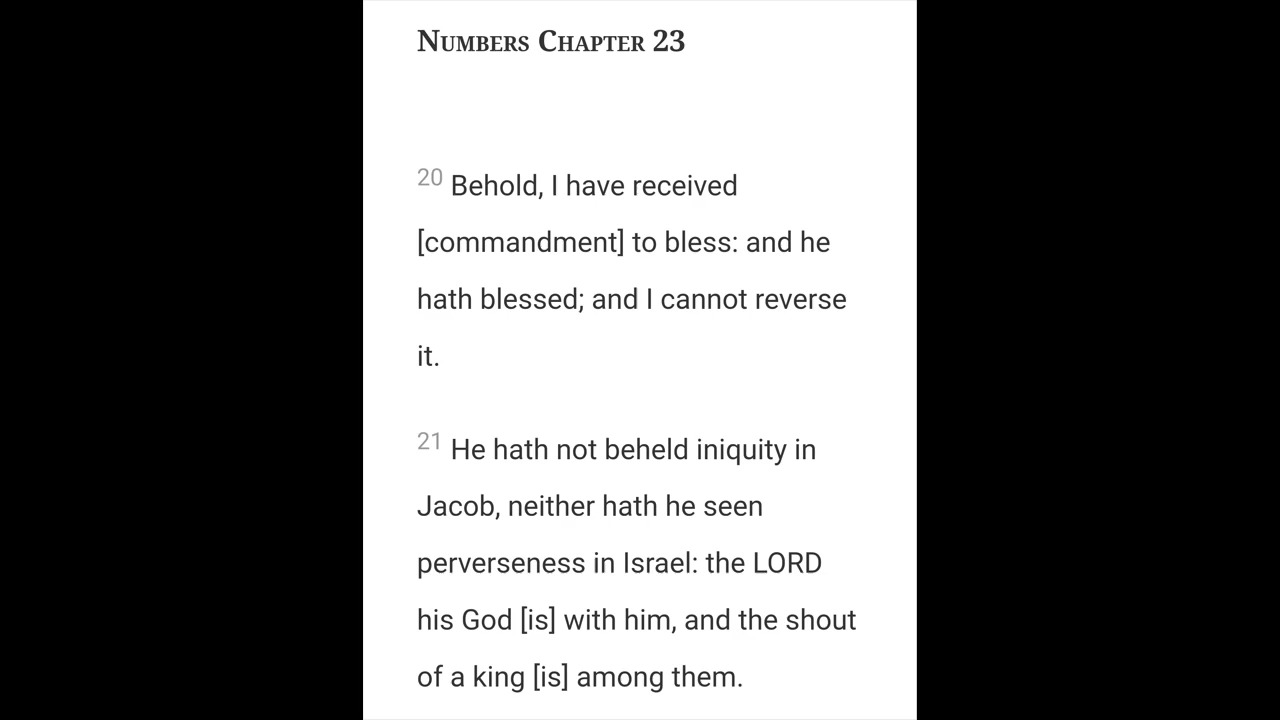 Numbers Chapter 23
20 Behold, I have received
[commandment] to bless: and he
hath blessed; and I cannot reverse
it.
21 He hath not beheld iniquity in
Jacob, neither hath he seen
perverseness in Israel: the LORD
his God [is] with him, and the shout
of a king [is] among them.